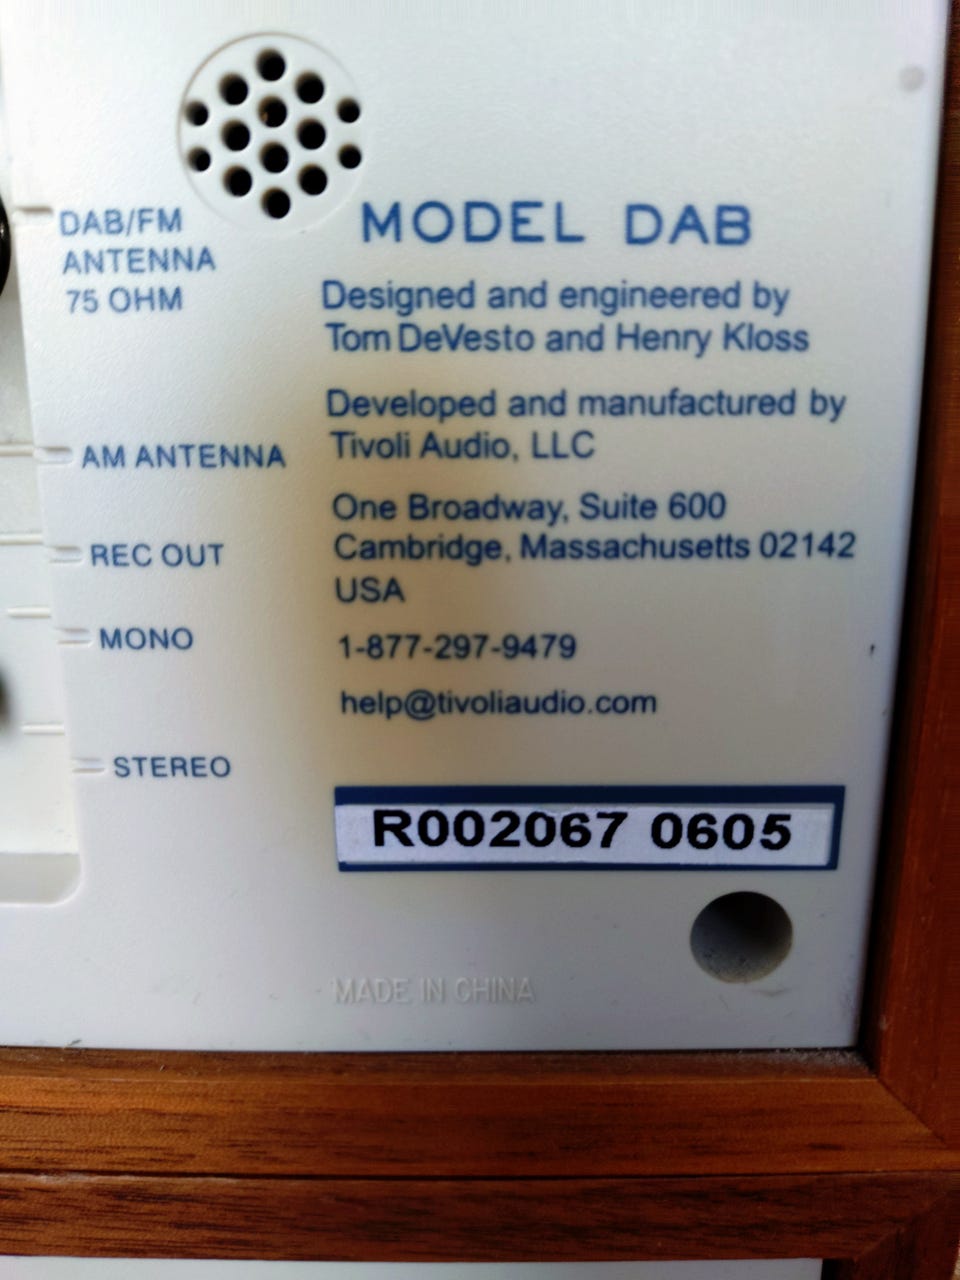 DAB/FM
ANTENNA
75 OHM
AM ANTENNA
REC OUT
MONO
STEREO
MODEL DAB
Designed and engineered by
Tom DeVesto and Henry Kloss
Developed and manufactured by
Tivoli Audio, LLC
One Broadway, Suite 600
Cambridge, Massachusetts 02142
USA
1-877-297-9479
help@tivoliaudio.com
R002067 0605
MADE IN CHINA